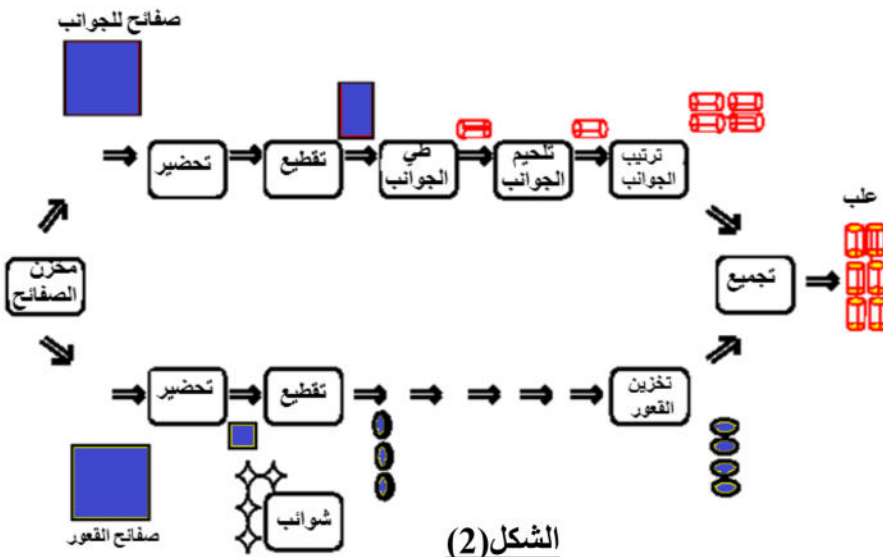 صفائح للجوانب
تحضير
تقطيع
طي
الجوانب
تلحيم
الجوانب
ترتيب
الجوانب
علب
مخزن
الصفائح
تجميع
تحضير
تقطيع
تخزين
القعور
شوائب
صفائح القعور
الشكل(2)